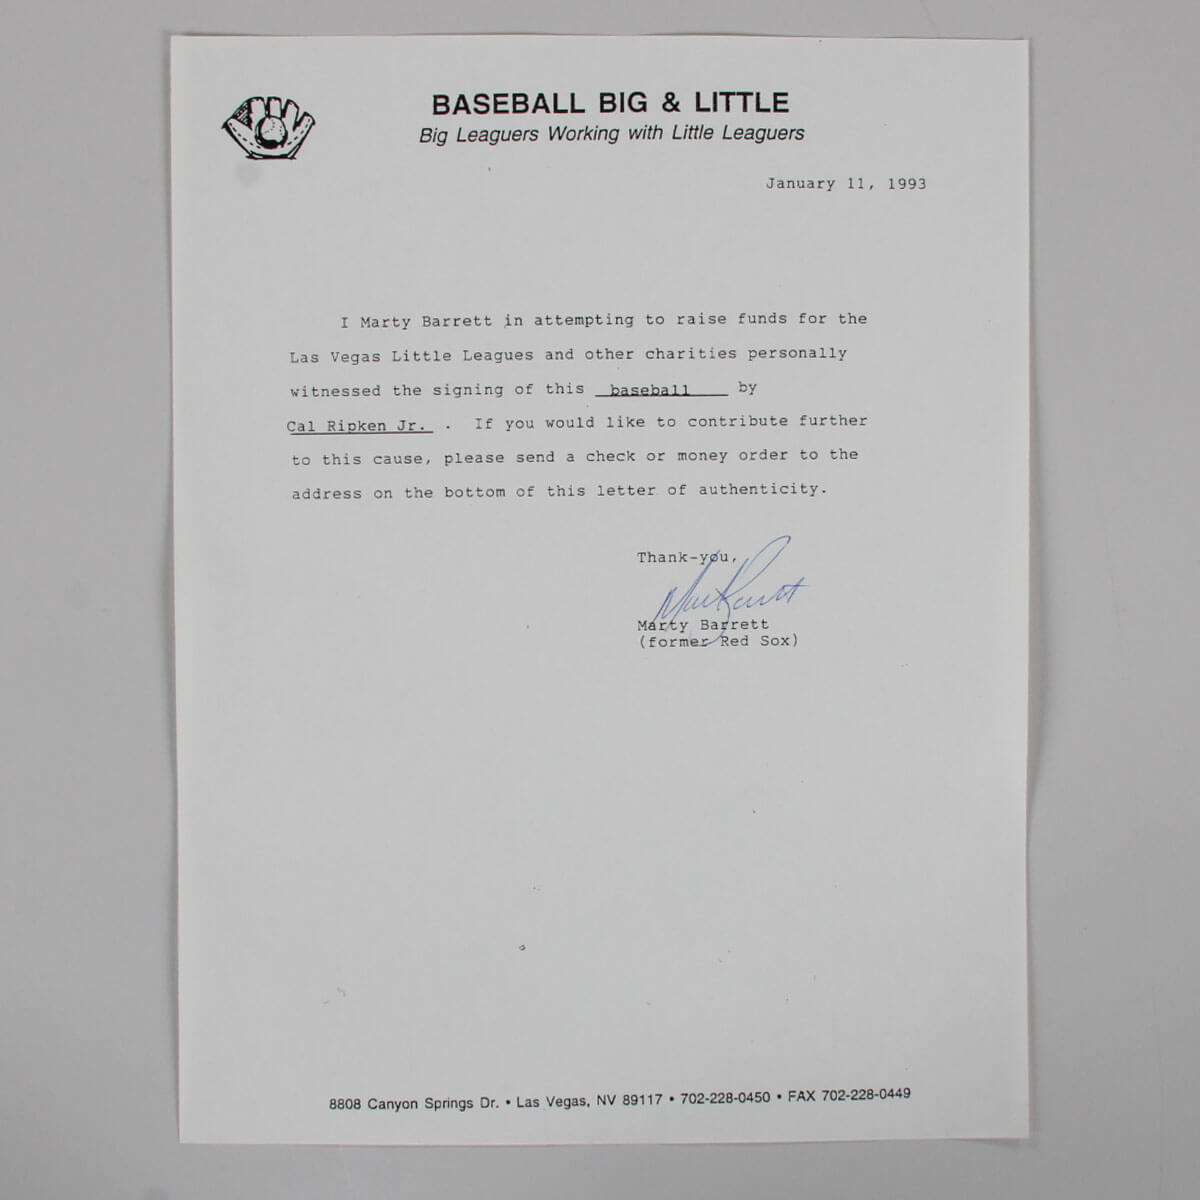 BASEBALL BIG & LITTLE
Big Leaguers Working with Little Leaguers
January 11, 1993
I Marty Barrett in attempting to raise funds for the
Las Vegas Little Leagues and other charities personally
witnessed the signing of this baseball by
Cal Ripken Jr. . If you would like to contribute further
to this cause, please send a check or money order to the
address on the bottom of this letter of authenticity.
Thank-you,
Marty Barrett
Marty Barrett
(former Red Sox)
8808 Canyon Springs Dr. • Las Vegas, NV 89117 • 702-228-0450 • FAX 702-228-0449